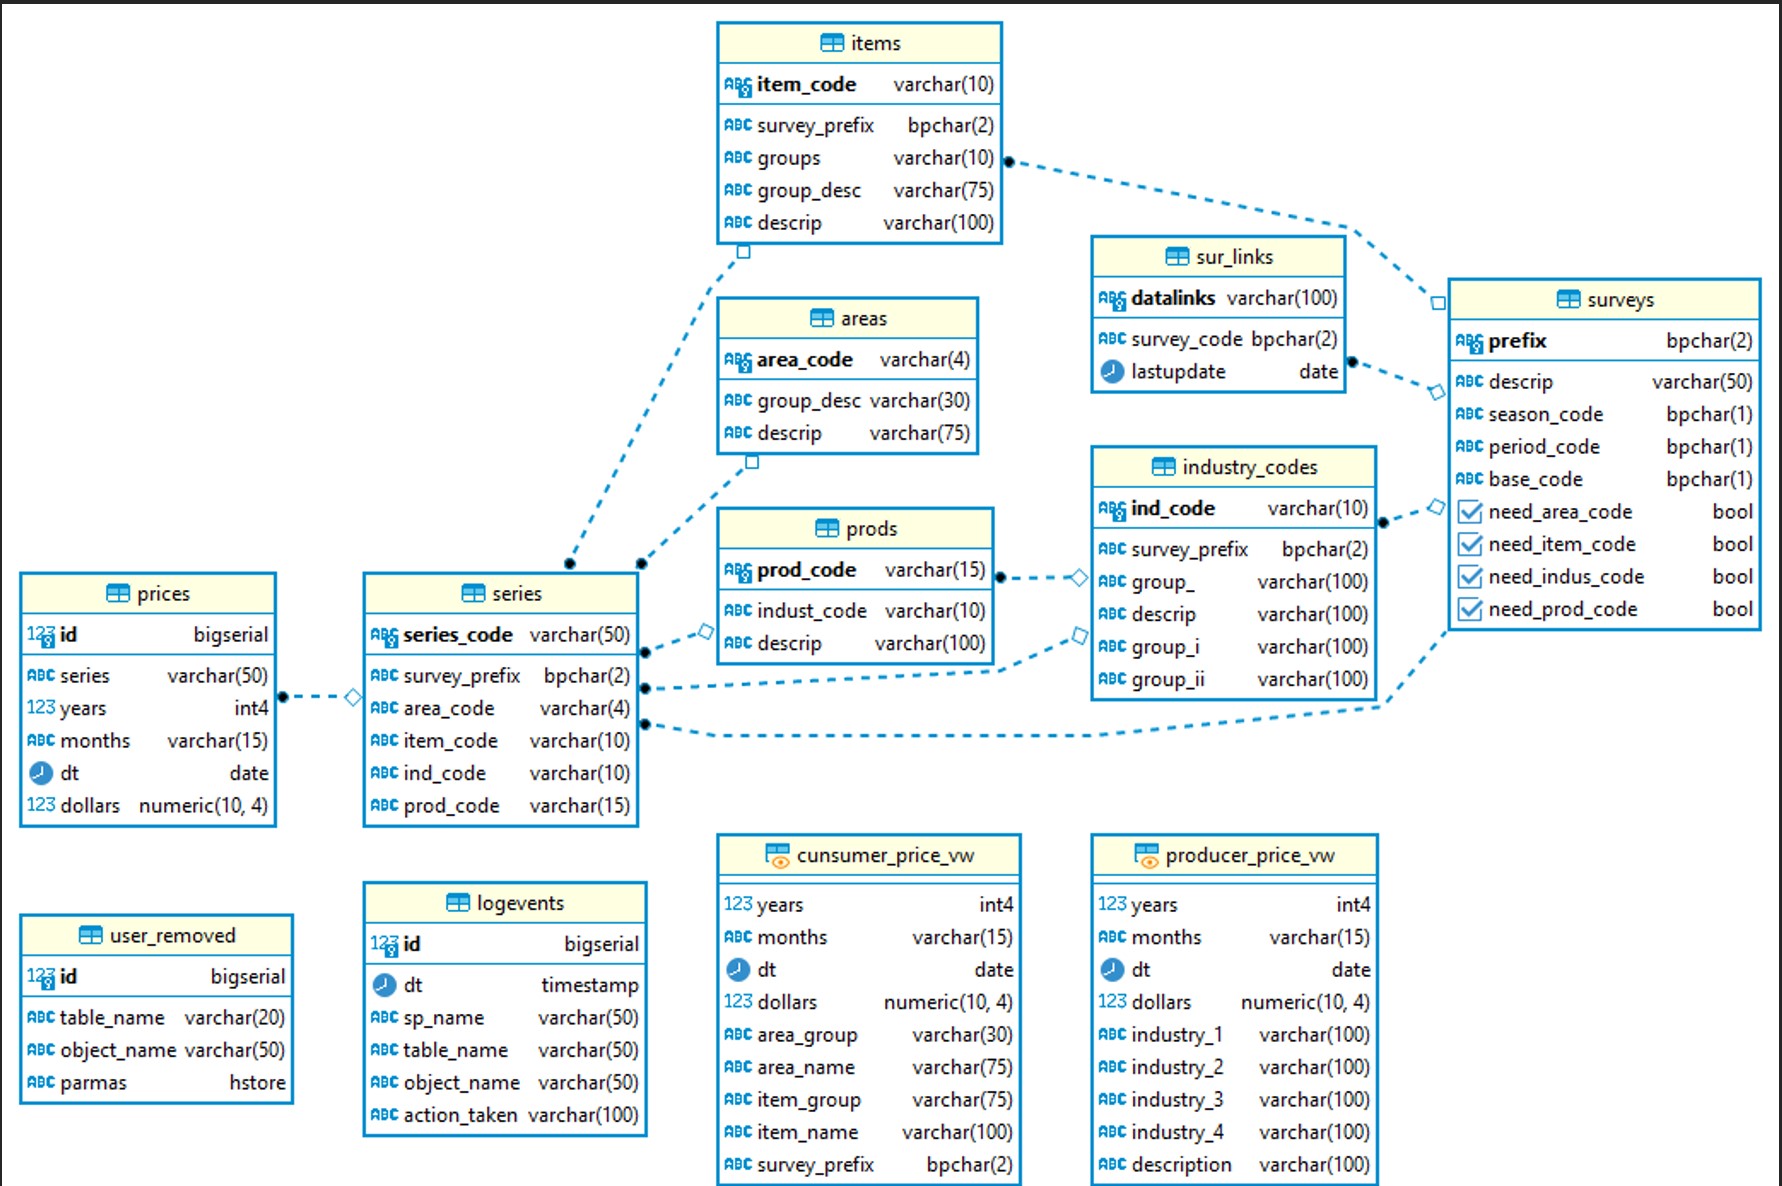 items
item_code varchar(10)
survey_prefix bpchar(2)
groups varchar(10)
group_desc varchar(75)
descrip varchar(100)
sur_links
datalinks varchar(100)
survey_code bpchar(2)
lastupdate date
surveys
prefix bpchar(2)
descrip varchar(50)
season_code bpchar(1)
period_code bpchar(1)
base_code bpchar(1)
need_area_code bool
need_item_code bool
need_indus_code bool
need_prod_code bool
areas
area_code varchar(4)
group_desc varchar(30)
descrip varchar(75)
industry_codes
ind_code varchar(10)
survey_prefix bpchar(2)
group_ varchar(100)
descrip varchar(100)
group_i varchar(100)
group_ii varchar(100)
prods
prod_code varchar(15)
indust_code varchar(10)
descrip varchar(100)
prices
id bigserial
series varchar(50)
years int4
months varchar(15)
dt date
dollars numeric(10, 4)
series
series_code varchar(50)
survey_prefix bpchar(2)
area_code varchar(4)
item_code varchar(10)
ind_code varchar(10)
prod_code varchar(15)
user_removed
id bigserial
table_name varchar(20)
object_name varchar(50)
parmas hstore
logevents
id bigserial
dt timestamp
sp_name varchar(50)
table_name varchar(50)
object_name varchar(50)
action_taken varchar(100)
cunsumer_price_vw
years int4
months varchar(15)
dt date
dollars numeric(10, 4)
area_group varchar(30)
area_name varchar(75)
item_group varchar(75)
item_name varchar(100)
survey_prefix bpchar(2)
producer_price_vw
years int4
months varchar(15)
dt date
dollars numeric(10, 4)
industry_1 varchar(100)
industry_2 varchar(100)
industry_3 varchar(100)
industry_4 varchar(100)
description varchar(100)